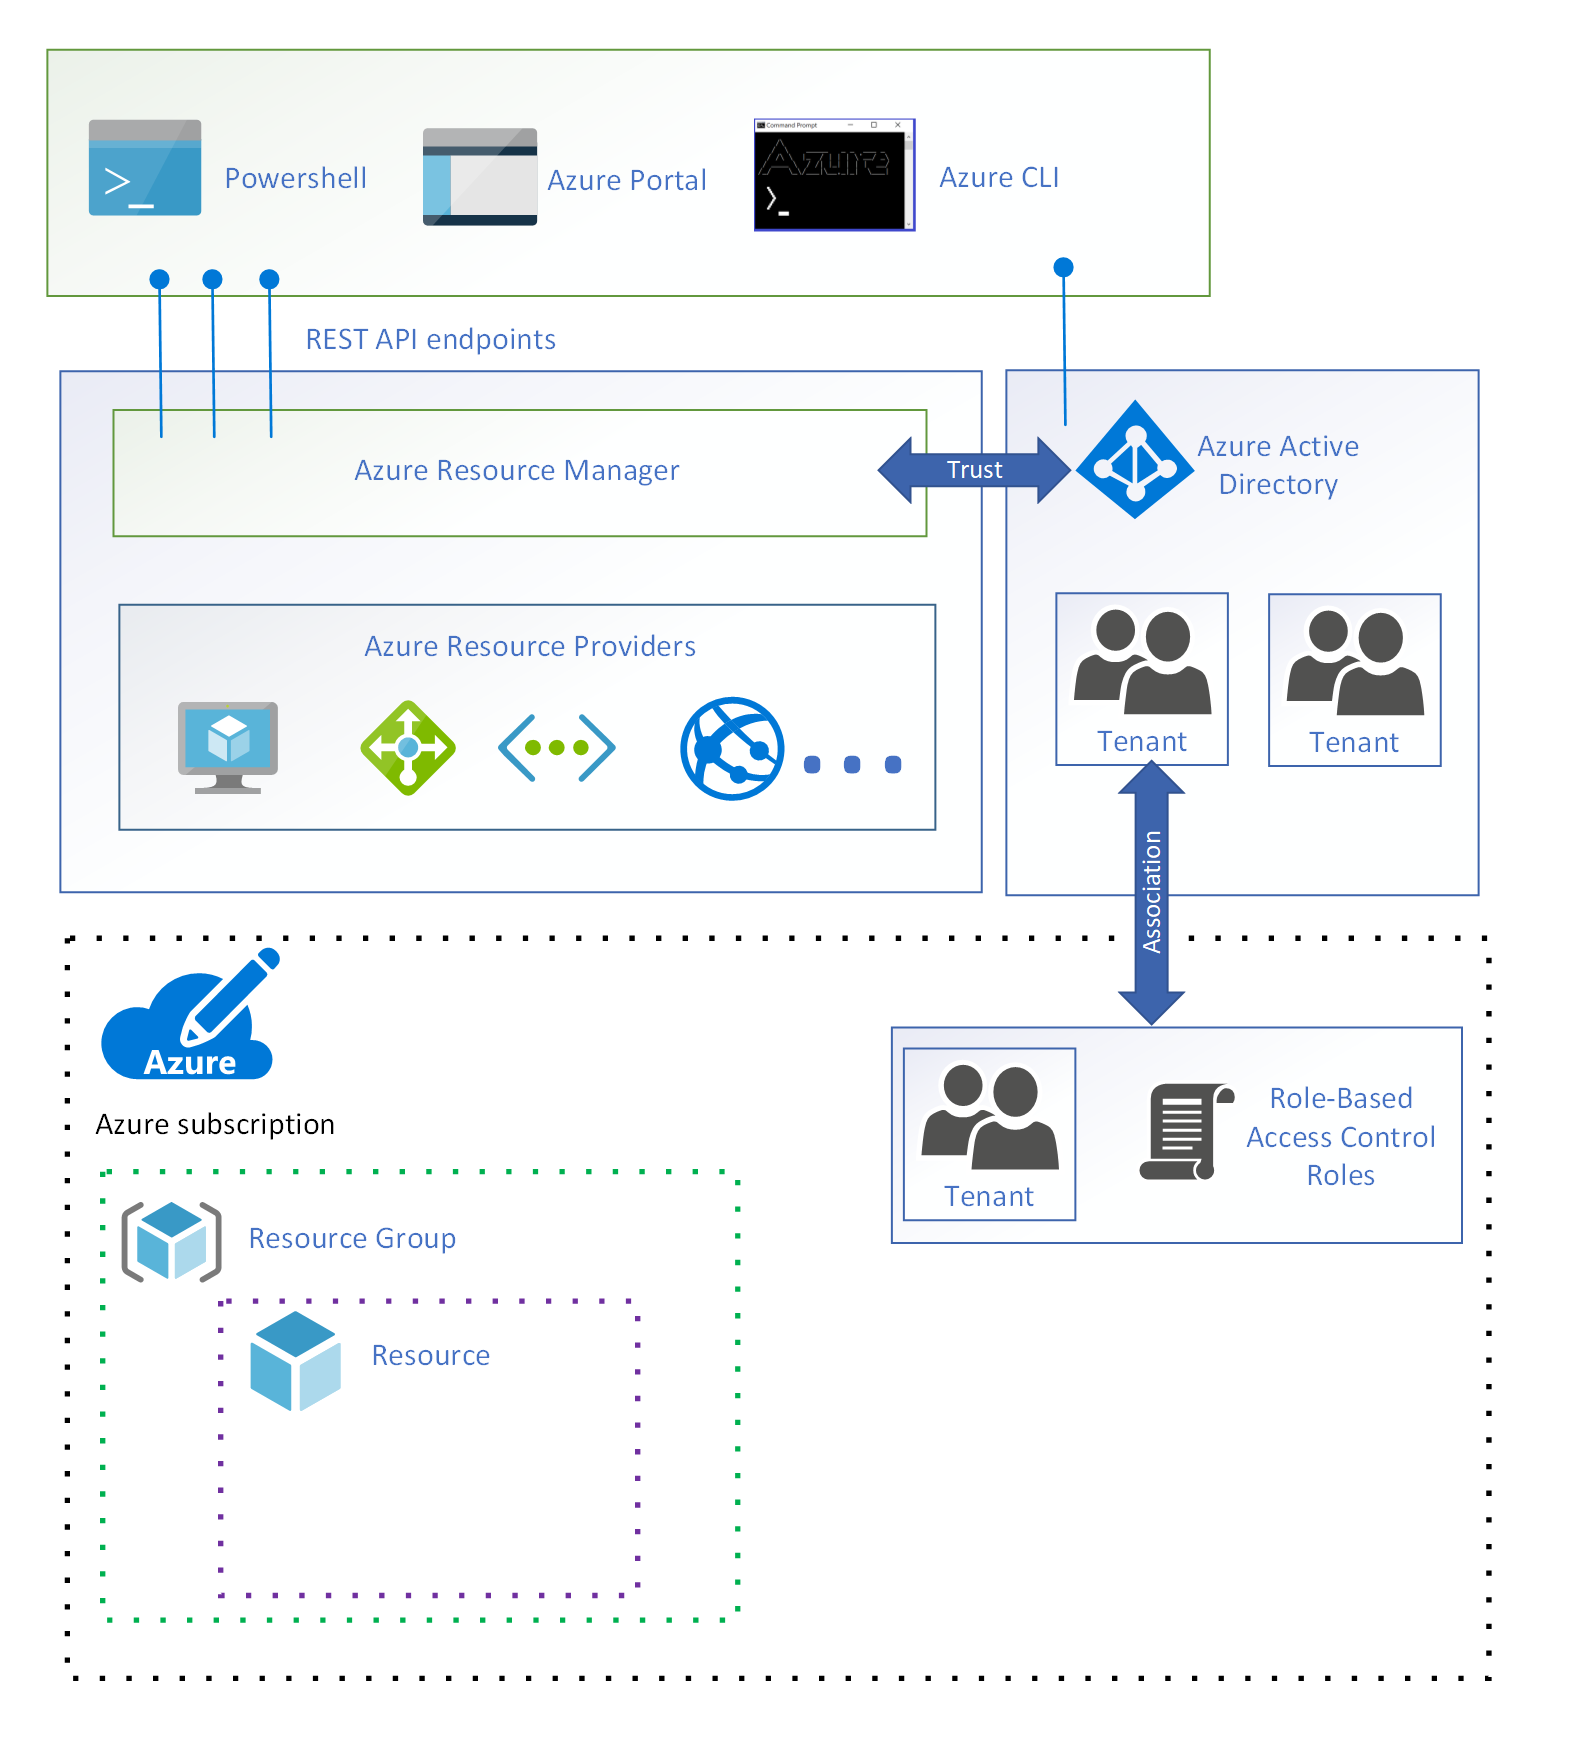 Powershell
Azure Portal
Command Prompt
Azure
Azure CLI
REST API endpoints
Azure Resource Manager
Trust
Azure Active
Directory
Azure Resource Providers
Tenant
Tenant
Association
Azure
Azure subscription
Tenant
Role-Based
Access Control
Roles
Resource Group
Resource